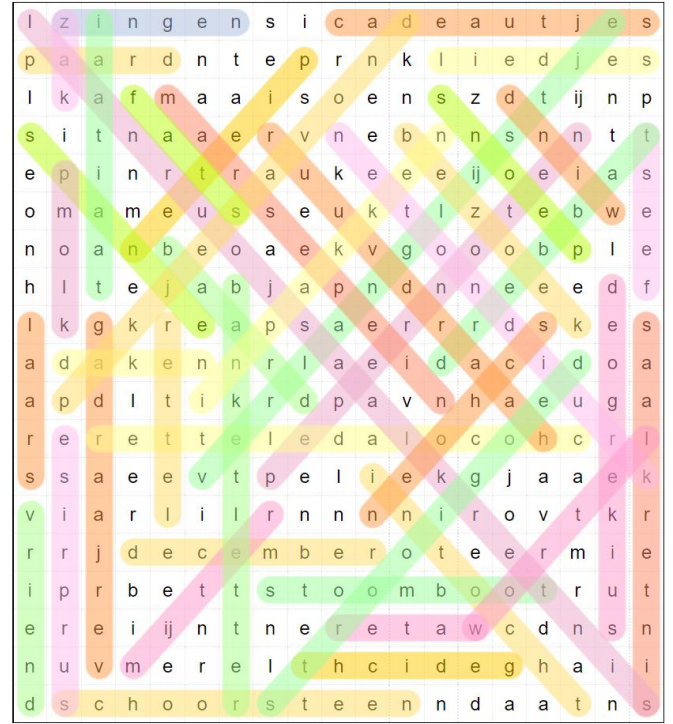 l z i n g e n s i c a d e a u t j e s
p a a r d n t e p r n k l i e d j e s
l k a f m a a i s o e n s z d t ij n p
s i t n a a e r v n e b n n s n n t t
e p i n r t r a u k e e e ij o e i a s
o m a m e u s s e u k t l z t e b w e
n o a n b e o a e k v g o o o b p l e
h l t e j a b j a p n d n n e e e d f
l k g k r e a p s a e r r r d s k e s
a d a k e n n r l a e i d a c i d o a
a p d l t i k r d p a v n h a e u g a
r e r e t t e l e d a l o c o h c r l
s s a e e v t p e l i e k g j a a e k
v i a r l i l r n n n n i r o v t k r
r r j d e c e m b e r o t e e r m i e
i p r b e t t s t o o m b o o t r u t
e r e i ij n t n e r e t a w c d n s n
n u v m e r e l t h c i d e g h a i i
d s c h o o r s t e e n n d a a t n s